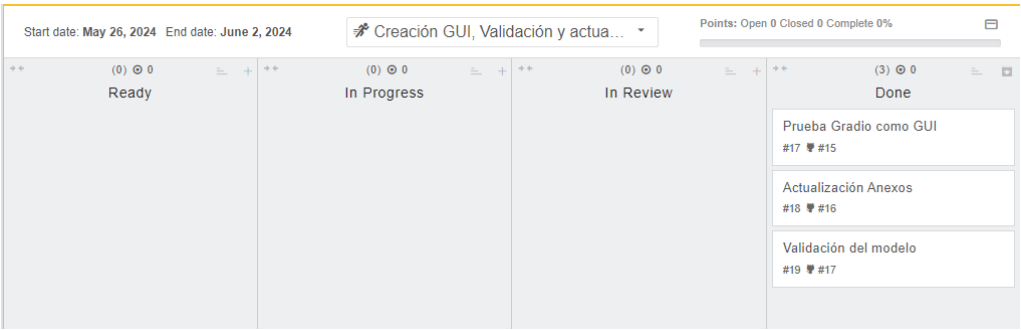 Start date: May 26, 2024 End date: June 2, 2024
Creación GUI, Validación y actua...
Points: Open 0 Closed 0 Complete 0%
(0) 0
Ready
(0) 0
In Progress
(0) 0
In Review
(3) 0
Done
Prueba Gradio como GUI
#17 #15
Actualización Anexos
#18 #16
Validación del modelo
#19 #17